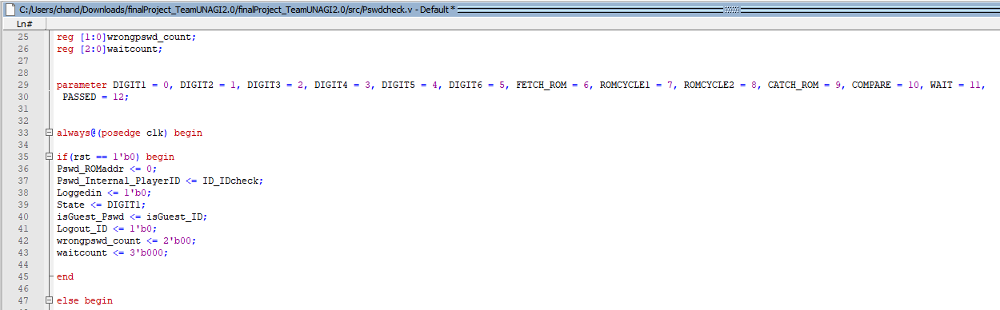 C:/Users/chand/Downloads/finalProject_TeamUNAGI2.0/finalProject_TeamUNAGI2.0/src/Pswdcheck.v - Default *
Ln#
25 reg [1:0]wrongpswd_count;
26 reg [2:0]waitcount;
27
28
29 parameter DIGIT1 = 0, DIGIT2 = 1, DIGIT3 = 2, DIGIT4 = 3, DIGIT5 = 4, DIGIT6 = 5, FETCH_ROM = 6, ROMCYCLE1 = 7, ROMCYCLE2 = 8, CATCH_ROM = 9, COMPARE = 10, WAIT = 11,
30 PASSED = 12;
31
32
33 always@(posedge clk) begin
34
35 if(rst == 1'b0) begin
36 Pswd_ROMaddr <= 0;
37 Pswd_Internal_PlayerID <= ID_IDcheck;
38 Loggedin <= 1'b0;
39 State <= DIGIT1;
40 isGuest_Pswd <= isGuest_ID;
41 Logout_ID <= 1'b0;
42 wrongpswd_count <= 2'b00;
43 waitcount <= 3'b000;
44
45 end
46
47 else begin